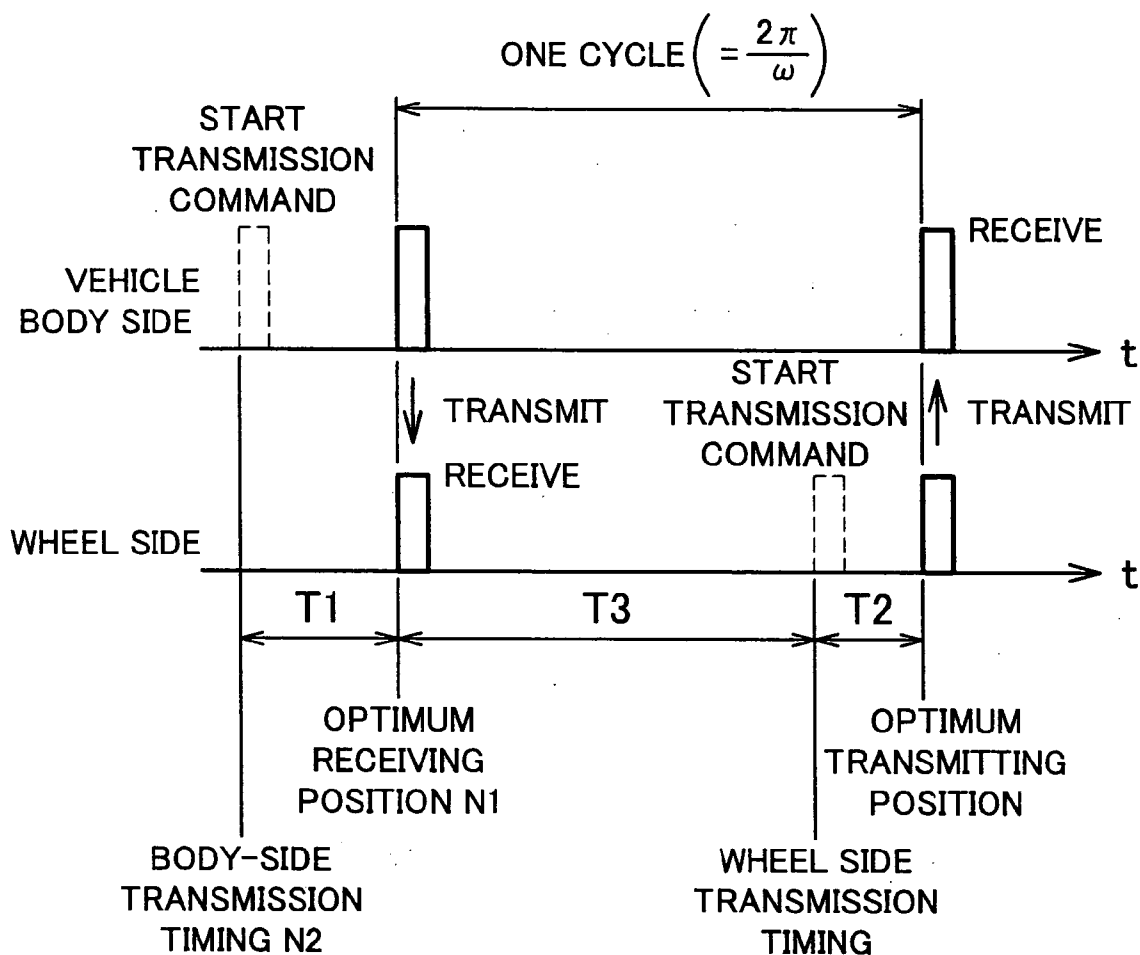 ONE CYCLE ( = 2π / ω )
START
TRANSMISSION
COMMAND
RECEIVE
VEHICLE
BODY SIDE
t
START
TRANSMISSION
COMMAND
TRANSMIT
TRANSMIT
RECEIVE
WHEEL SIDE
t
T1
T3
T2
OPTIMUM
RECEIVING
POSITION N1
OPTIMUM
TRANSMITTING
POSITION
BODY-SIDE
TRANSMISSION
TIMING N2
WHEEL SIDE
TRANSMISSION
TIMING